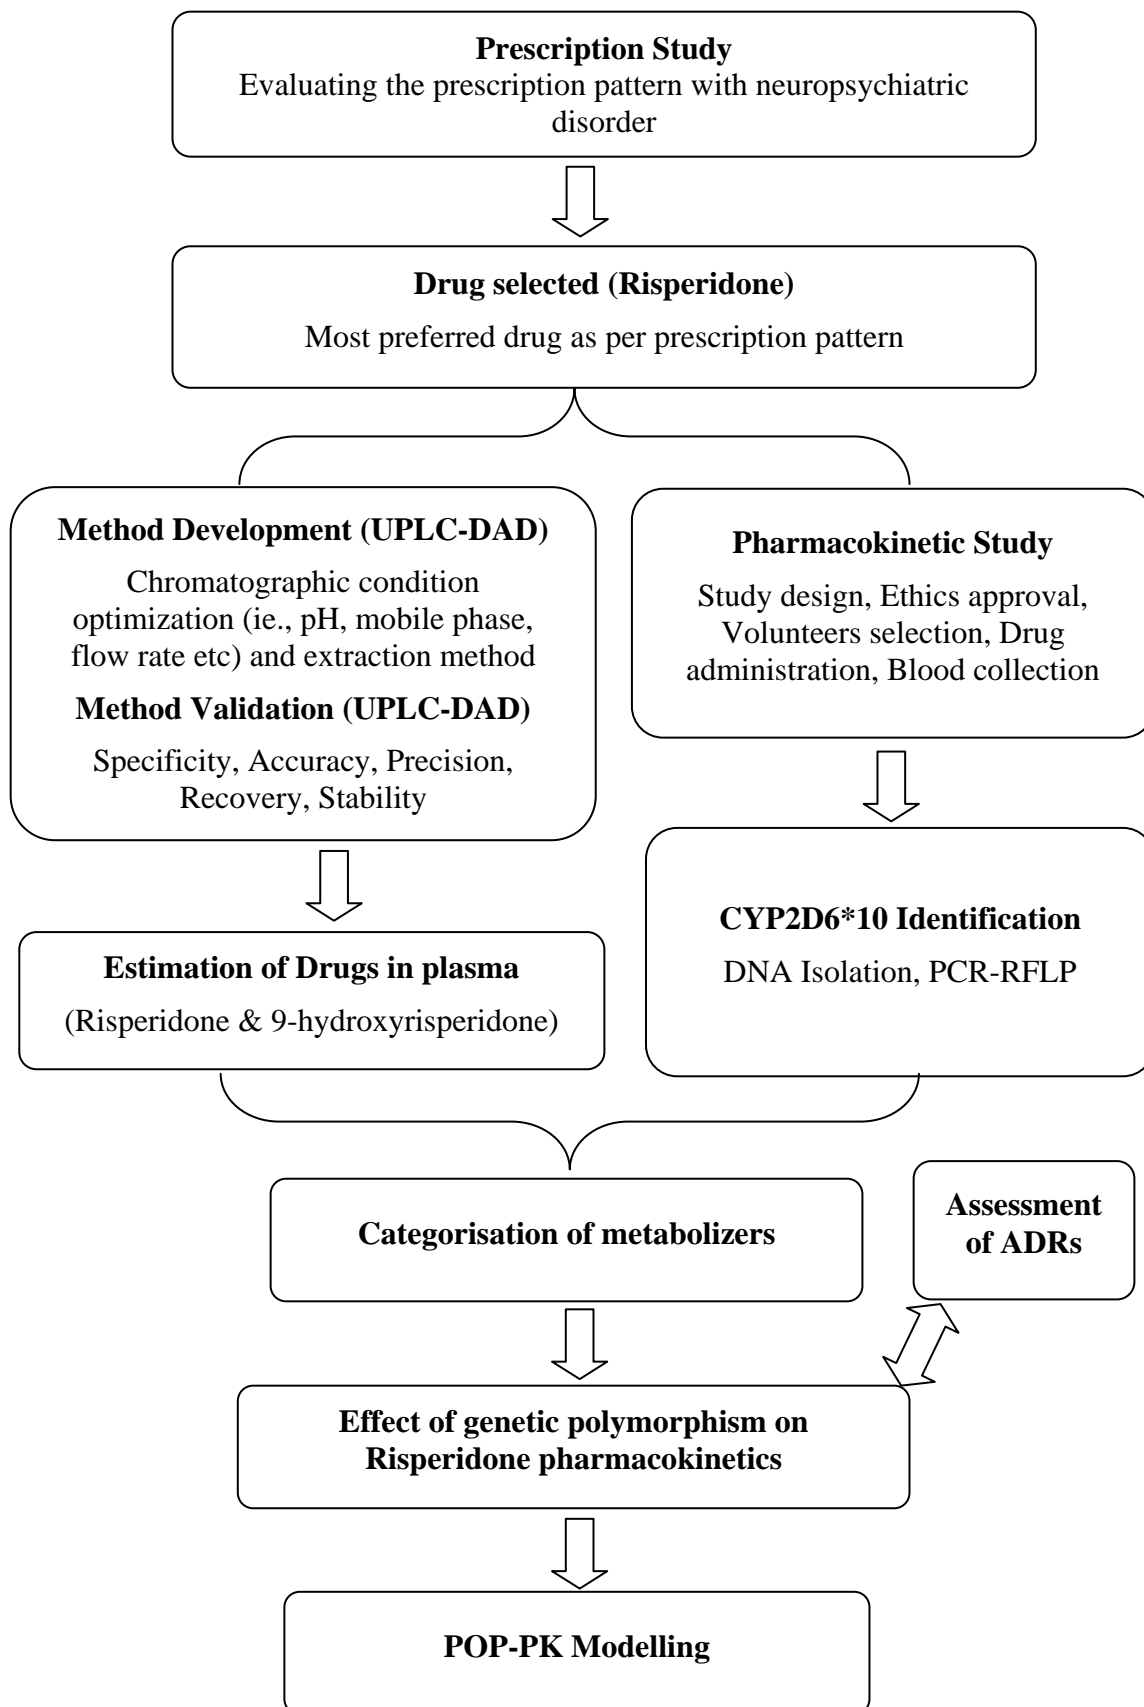 Prescription Study
Evaluating the prescription pattern with neuropsychiatric
disorder
Drug selected (Risperidone)
Most preferred drug as per prescription pattern
Method Development (UPLC-DAD)
Chromatographic condition
optimization (ie., pH, mobile phase,
flow rate etc) and extraction method
Method Validation (UPLC-DAD)
Specificity, Accuracy, Precision,
Recovery, Stability
Pharmacokinetic Study
Study design, Ethics approval,
Volunteers selection, Drug
administration, Blood collection
Estimation of Drugs in plasma
(Risperidone & 9-hydroxyrisperidone)
CYP2D6*10 Identification
DNA Isolation, PCR-RFLP
Categorisation of metabolizers
Assessment
of ADRs
Effect of genetic polymorphism on
Risperidone pharmacokinetics
POP-PK Modelling